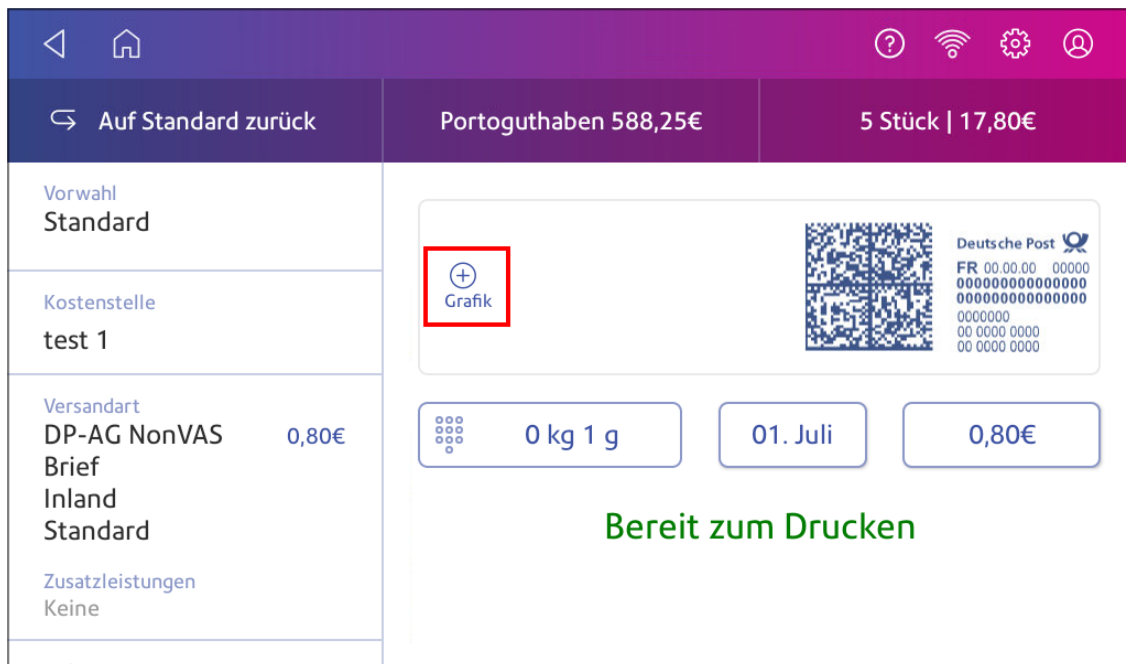 Auf Standard zurück
Portoguthaben 588,25€
5 Stück | 17,80€
Vorwahl
Standard
Kostenstelle
test 1
Versandart
DP-AG NonVAS 0,80€
Brief
Inland
Standard
Zusatzleistungen
Keine
+
Grafik
Deutsche Post
FR 00.00.00 00000
000000000000000
000000000000000
0000000
00 0000 0000
00 0000 0000
0 kg 1 g
01. Juli
0,80€
Bereit zum Drucken